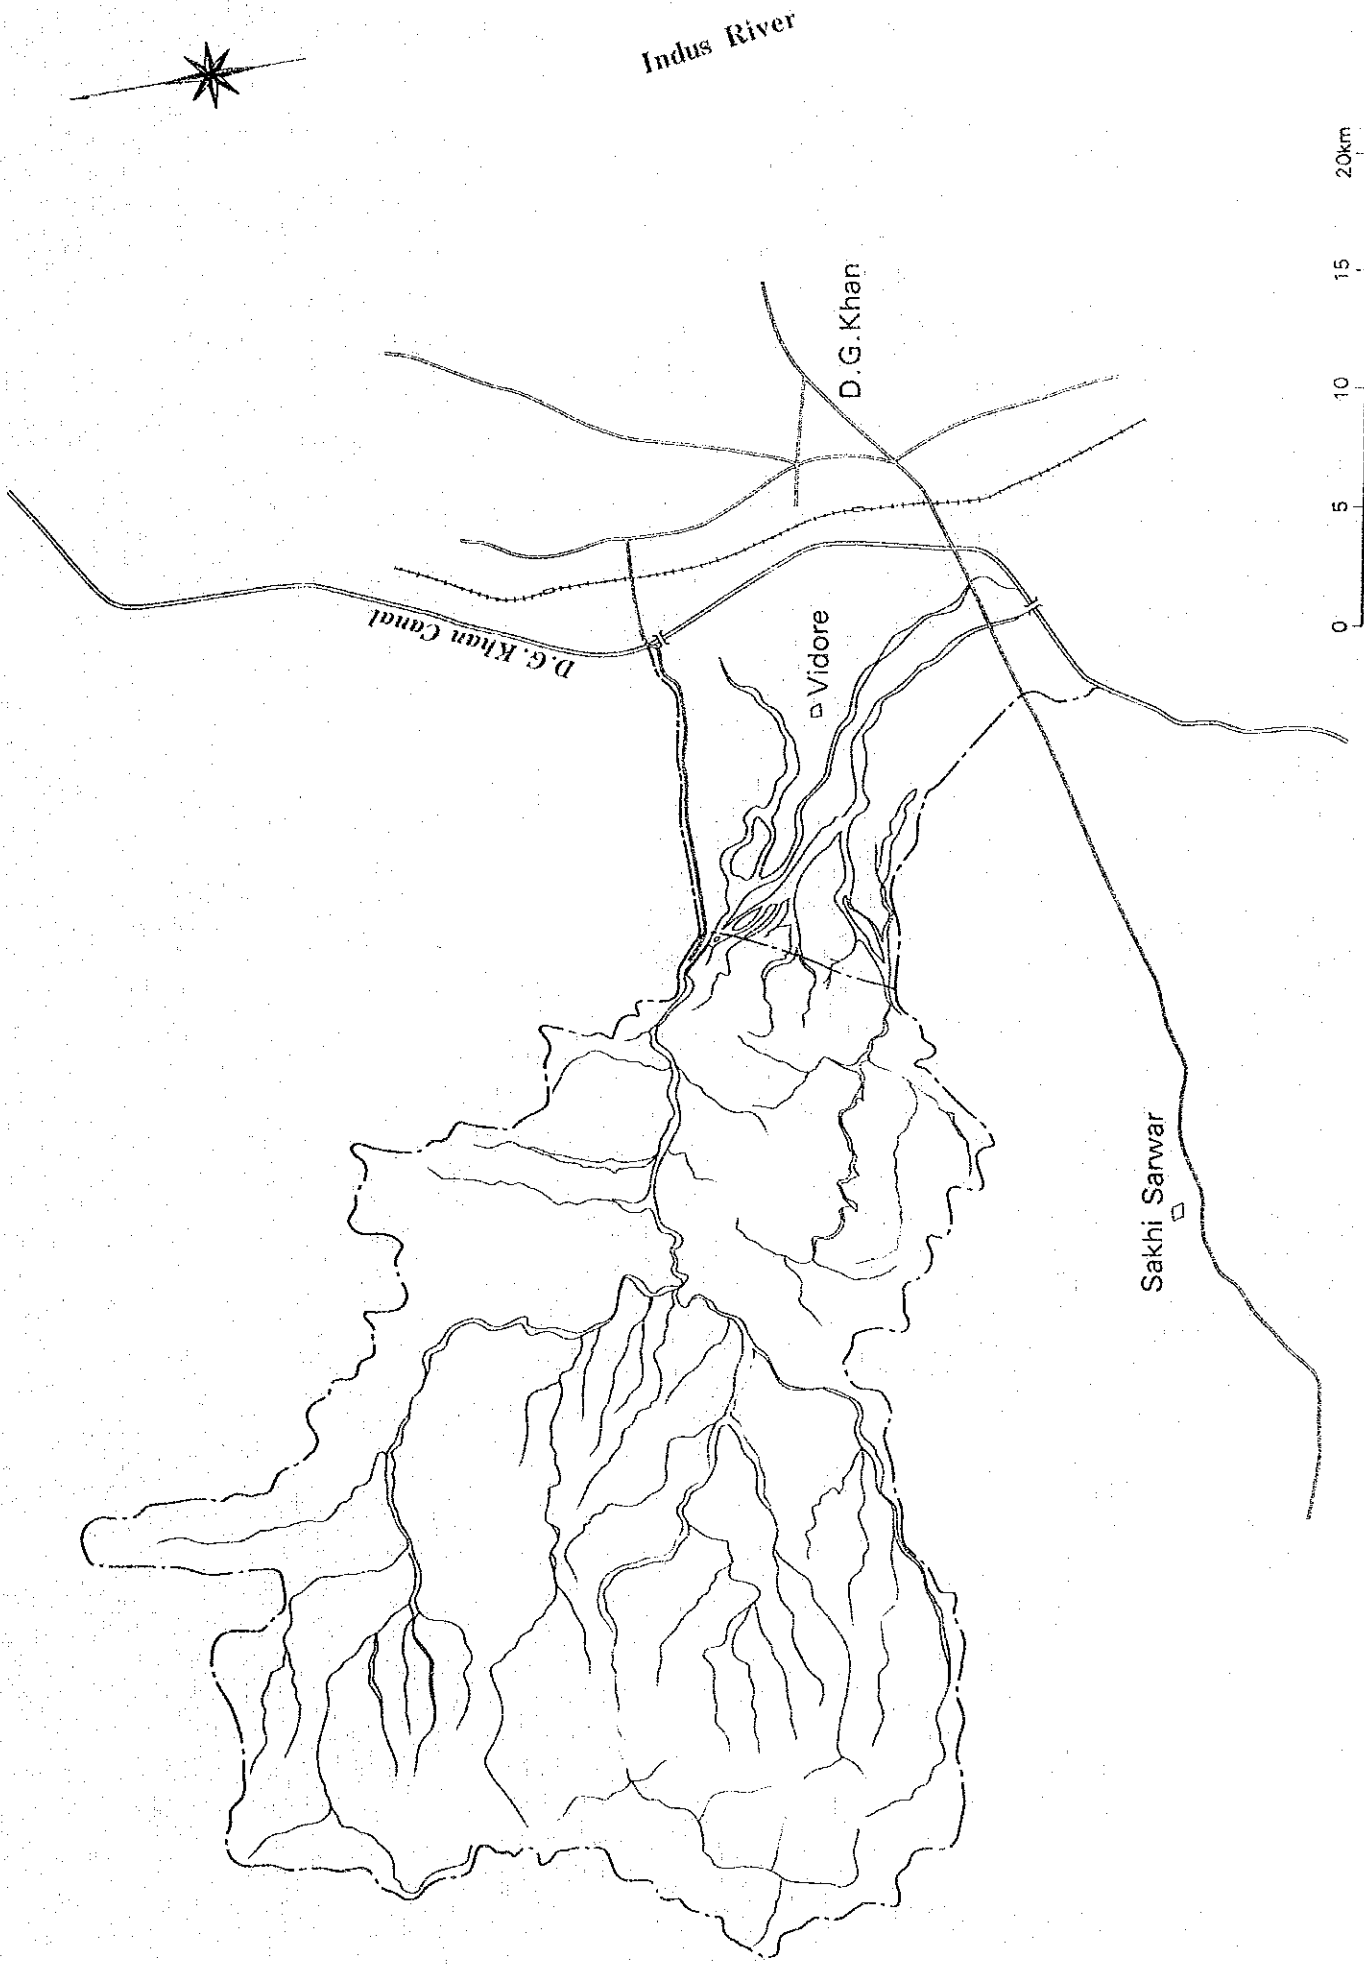 Indus River
D.G. Khan
D.G. Khan Canal
Vidore
Sakhi Sarwar
0 5 10 15 20km